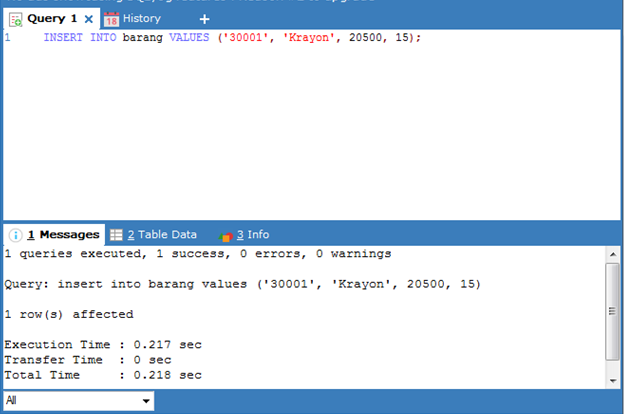 Query 1
18 History
1 INSERT INTO barang VALUES ('30001', 'Krayon', 20500, 15);
1 Messages 2 Table Data 3 Info
1 queries executed, 1 success, 0 errors, 0 warnings
Query: insert into barang values ('30001', 'Krayon', 20500, 15)
1 row(s) affected
Execution Time : 0.217 sec
Transfer Time : 0 sec
Total Time : 0.218 sec
All